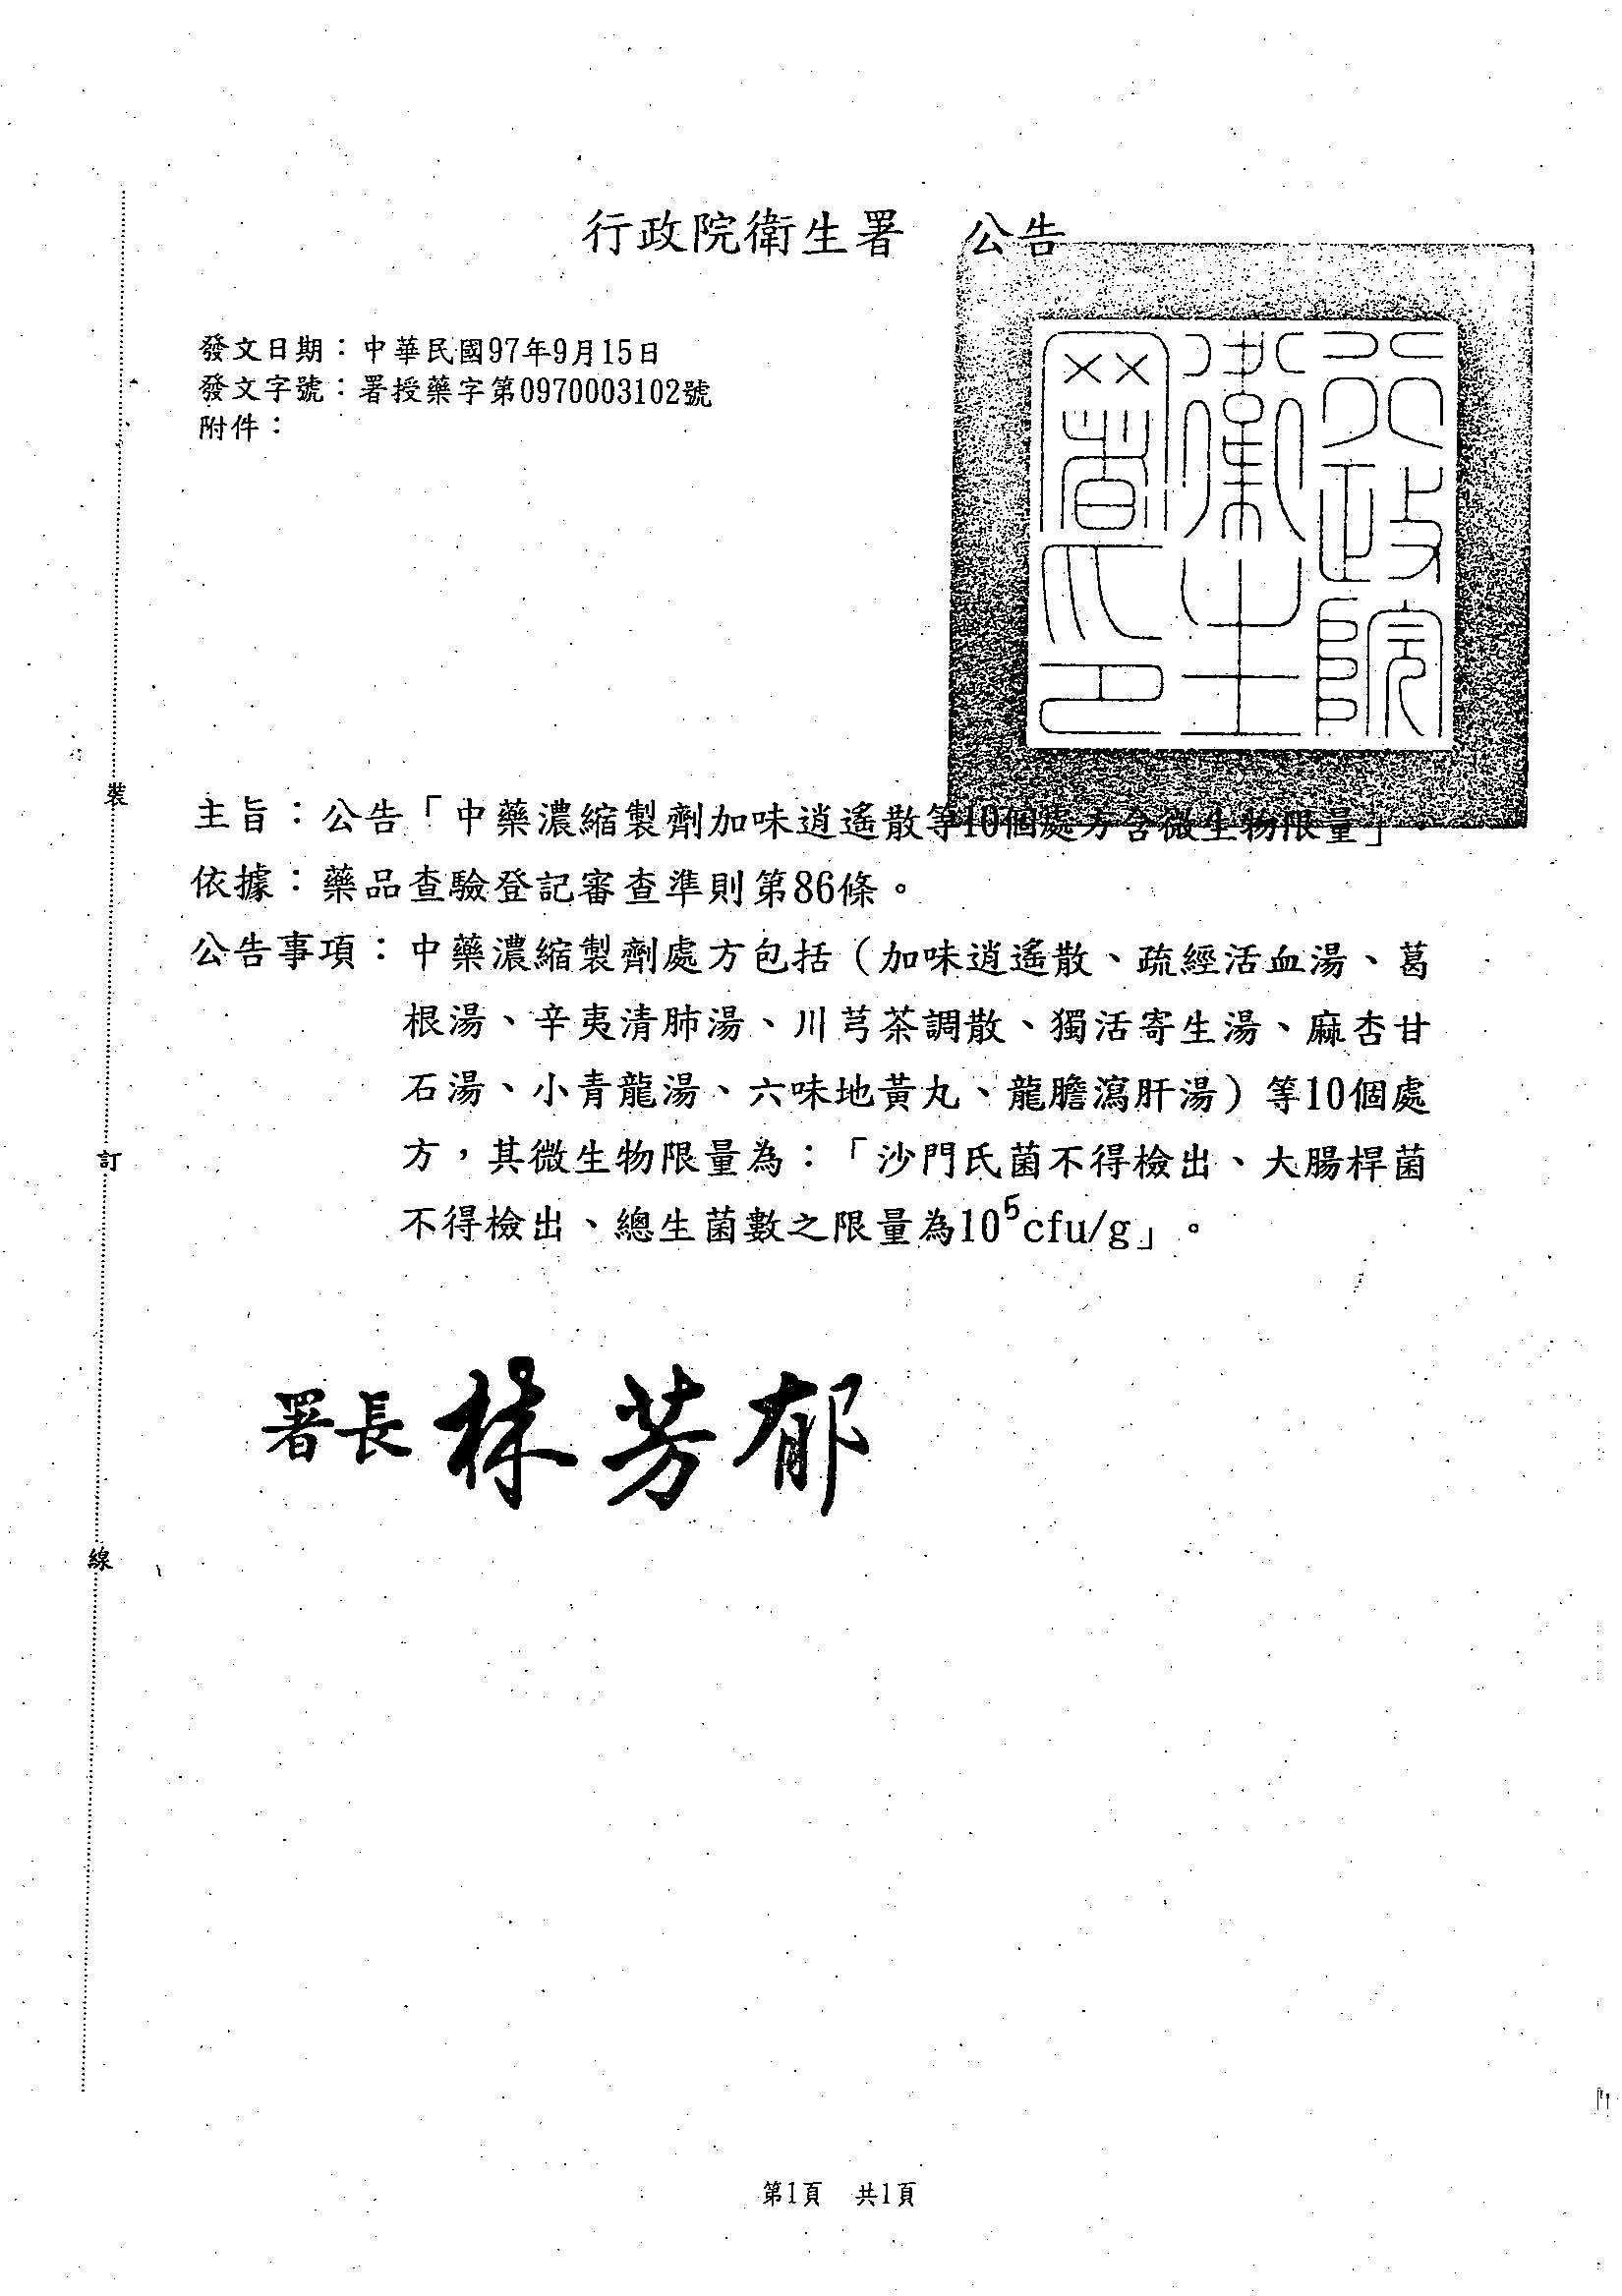 行政院衛生署　公告
行政院
衛生
署之印
發文日期：中華民國97年9月15日
發文字號：署授藥字第0970003102號
附件：
主旨：公告「中藥濃縮製劑加味逍遙散等10個處方含微生物限量」。
依據：藥品查驗登記審查準則第86條。
公告事項：中藥濃縮製劑處方包括（加味逍遙散、疏經活血湯、葛
根湯、辛夷清肺湯、川芎茶調散、獨活寄生湯、麻杏甘
石湯、小青龍湯、六味地黃丸、龍膽瀉肝湯）等10個處
方，其微生物限量為：「沙門氏菌不得檢出、大腸桿菌
不得檢出、總生菌數之限量為10⁵cfu/g」。
署長 林芳郁
裝
訂
線
第1頁　共1頁